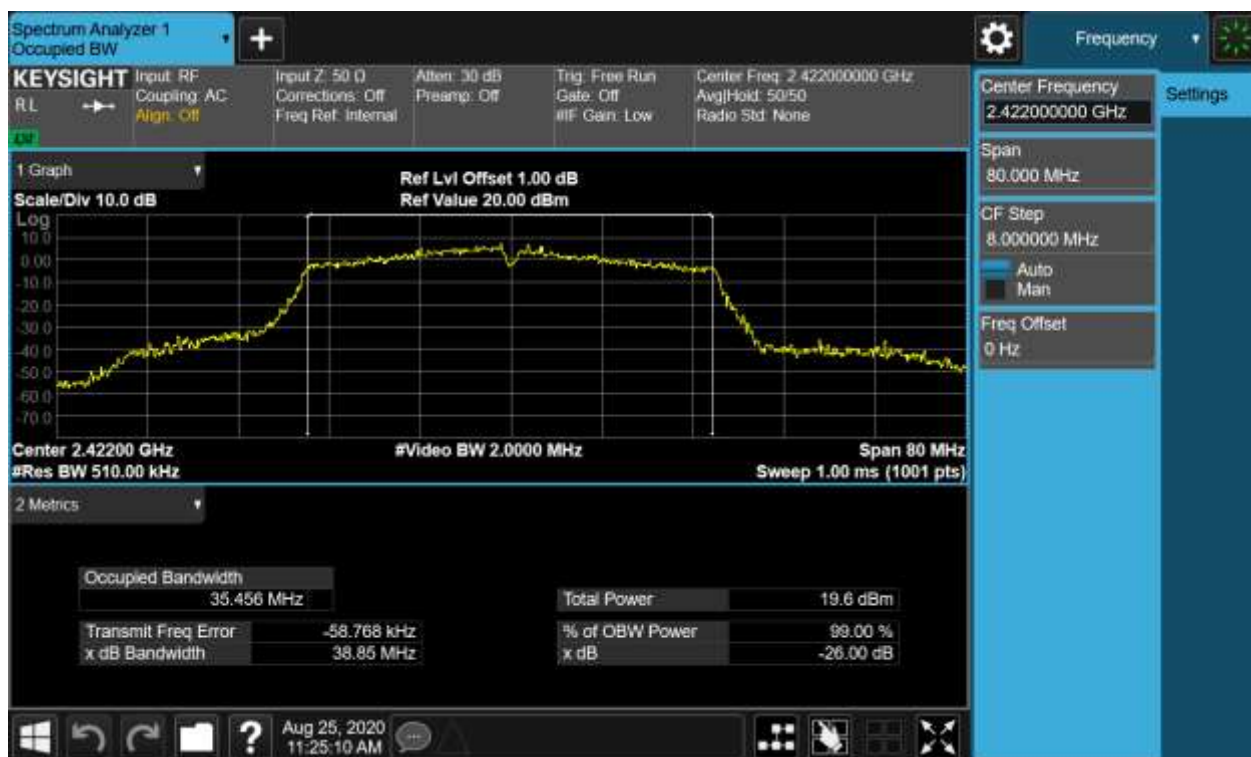 Spectrum Analyzer 1
Occupied BW
+
Frequency
KEYSIGHT
RL
Input: RF
Coupling: AC
Align: Off
Input Z: 50 Ω
Corrections: Off
Freq Ref: Internal
Atten: 30 dB
Preamp: Off
Trig: Free Run
Gate: Off
#IF Gain: Low
Center Freq: 2.422000000 GHz
Avg|Hold: 50/50
Radio Std: None
Center Frequency
2.422000000 GHz
Settings
Span
80.000 MHz
CF Step
8.000000 MHz
Auto
Man
Freq Offset
0 Hz
1 Graph
Scale/Div 10.0 dB
Ref Lvl Offset 1.00 dB
Ref Value 20.00 dBm
Log
10.0
0.00
-10.0
-20.0
-30.0
-40.0
-50.0
-60.0
-70.0
Center 2.42200 GHz
#Video BW 2.0000 MHz
Span 80 MHz
#Res BW 510.00 kHz
Sweep 1.00 ms (1001 pts)
2 Metrics
Occupied Bandwidth
35.456 MHz
Total Power 19.6 dBm
Transmit Freq Error -58.768 kHz
% of OBW Power 99.00 %
x dB Bandwidth 38.85 MHz
x dB -26.00 dB
?
Aug 25, 2020
11:25:10 AM